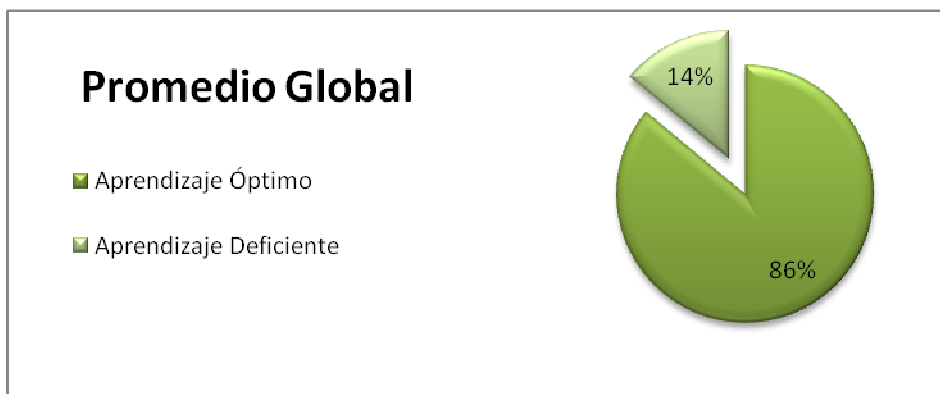 Promedio Global
Aprendizaje Óptimo
Aprendizaje Deficiente
14%
86%